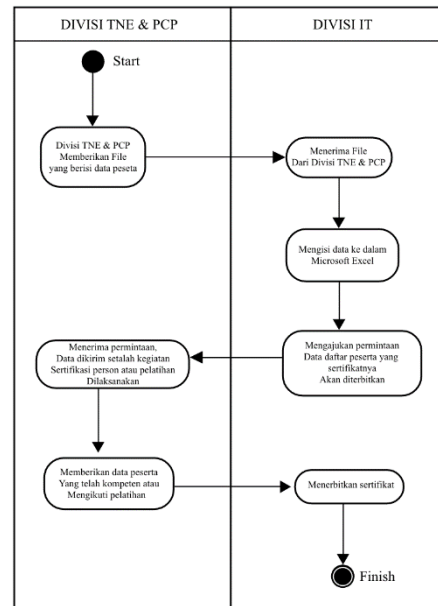 DIVISI TNE & PCP
DIVISI IT
Start
Divisi TNE & PCP
Memberikan File
yang berisi data peseta
Menerima File
Dari Divisi TNE & PCP
Mengisi data ke dalam
Microsoft Excel
Mengajukan permintaan
Data daftar peserta yang
sertifikatnya
Akan diterbitkan
Menerima permintaan,
Data dikirim setalah kegiatan
Sertifikasi person atau pelatihan
Dilaksanakan
Memberikan data peserta
Yang telah kompeten atau
Mengikuti pelatihan
Menerbitkan sertifikat
Finish